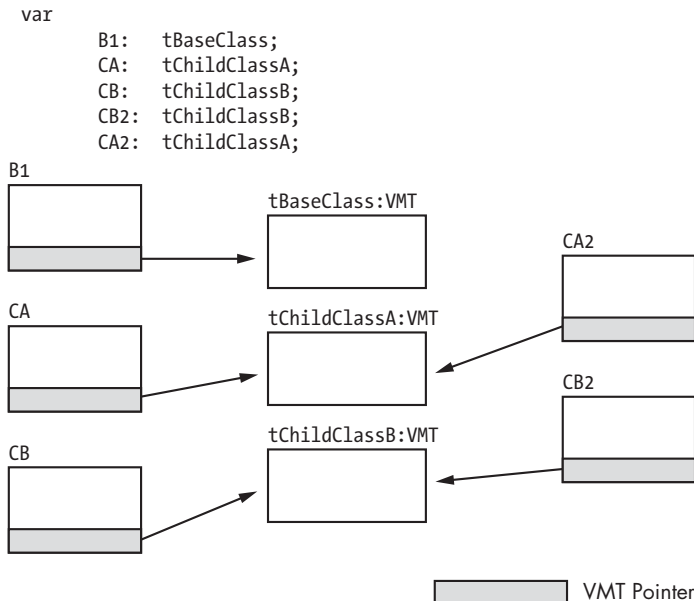 var
B1: tBaseClass;
CA: tChildClassA;
CB: tChildClassB;
CB2: tChildClassB;
CA2: tChildClassA;
B1
tBaseClass:VMT
CA2
CA
tChildClassA:VMT
CB2
CB
tChildClassB:VMT
VMT Pointer